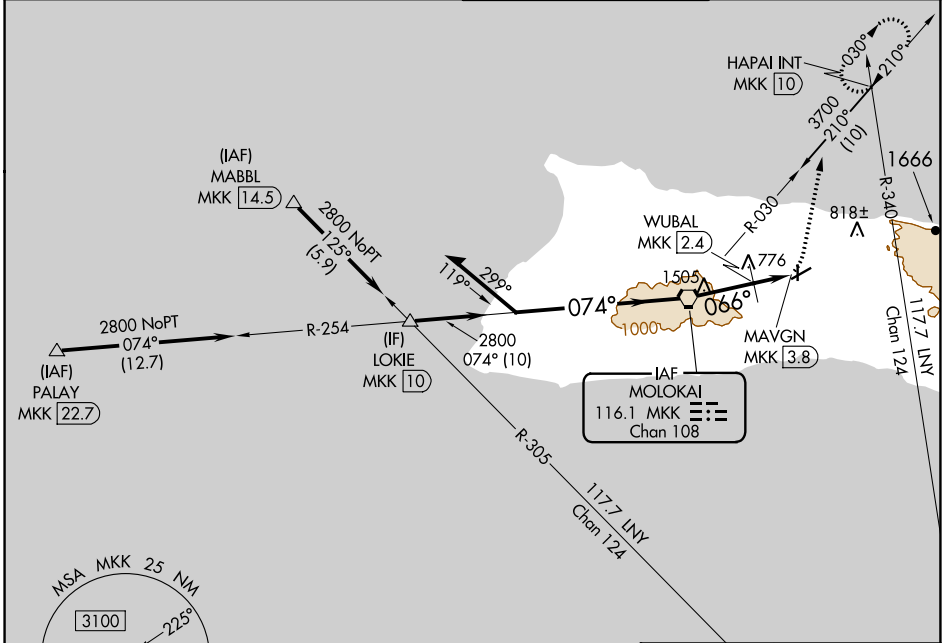 HAPAI INT
MKK 10
030°
210°
3700
210°
(10)
(IAF)
MABBL
MKK 14.5
2800 NoPT
125°
(5.9)
WUBAL
MKK 2.4
R-030
R-340
1666
818±
776
1505
299°
119°
074°
066°
1000
2800 NoPT
074°
(12.7)
R-254
(IAF)
PALAY
MKK 22.7
(IF)
LOKIE
MKK 10
2800
074° (10)
MAVGN
MKK 3.8
117.7 LNY
Chan 124
IAF
MOLOKAI
116.1 MKK
Chan 108
R-305
117.7 LNY
Chan 124
MSA MKK 25 NM
3100
225°